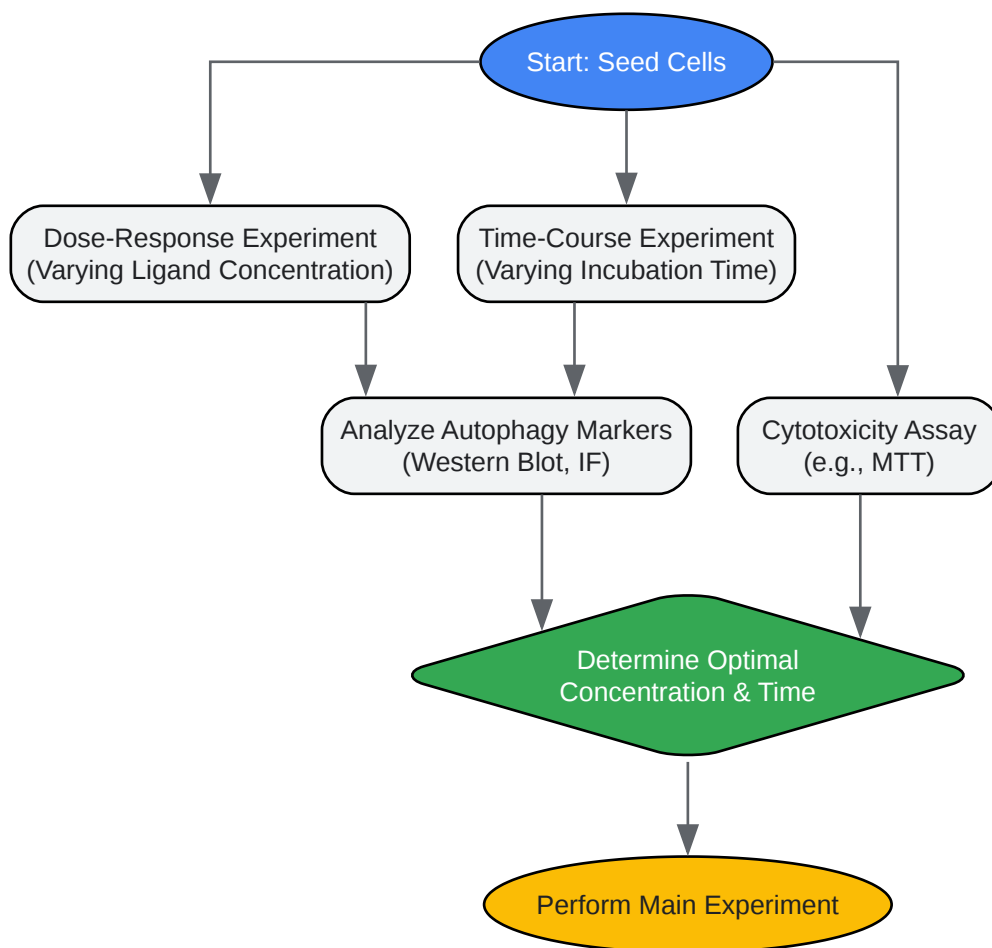 Start: Seed Cells
Dose-Response Experiment
(Varying Ligand Concentration)
Time-Course Experiment
(Varying Incubation Time)
Analyze Autophagy Markers
(Western Blot, IF)
Cytotoxicity Assay
(e.g., MTT)
Determine Optimal
Concentration & Time
Perform Main Experiment